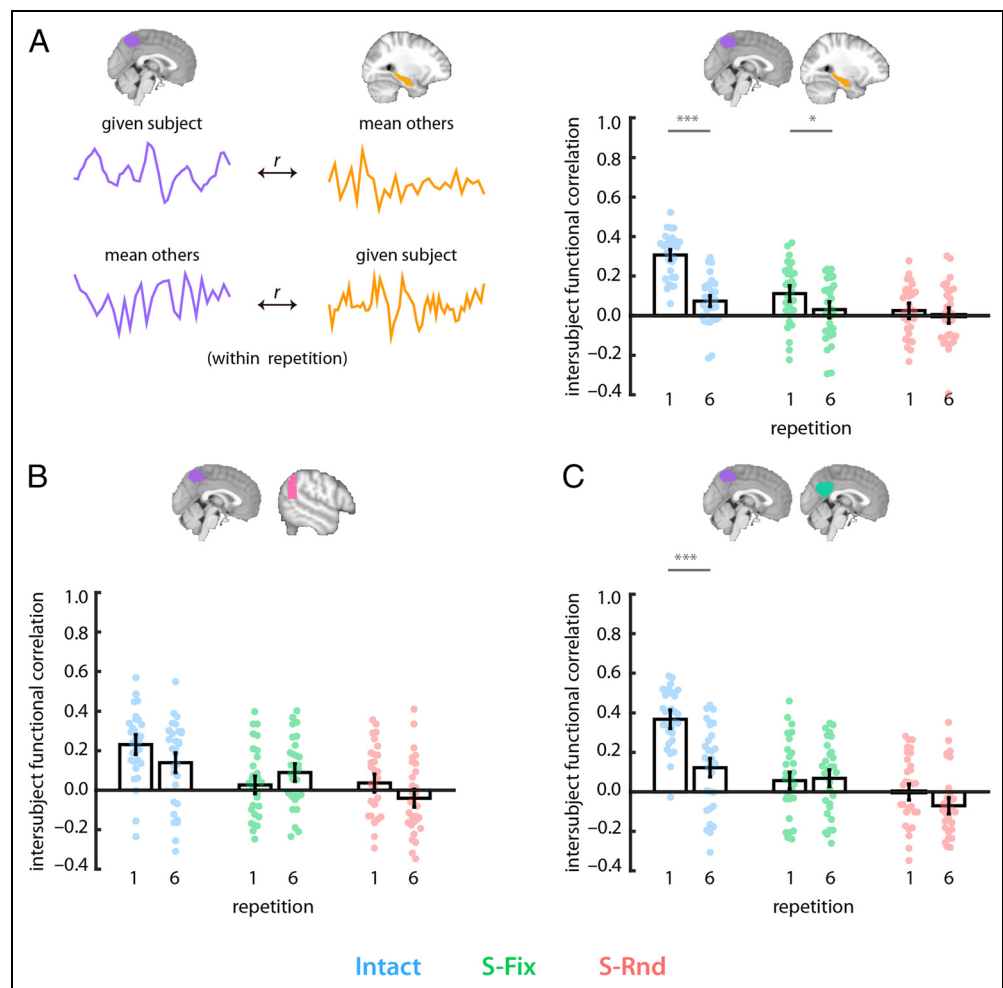 A
given subject
mean others
r
mean others
given subject
r
(within repetition)
intersubject functional correlation
1.0
0.8
0.6
0.4
0.2
0.0
−0.2
−0.4
***
*
1 6 1 6 1 6
repetition
B
intersubject functional correlation
1.0
0.8
0.6
0.4
0.2
0.0
−0.2
−0.4
1 6 1 6 1 6
repetition
C
***
intersubject functional correlation
1.0
0.8
0.6
0.4
0.2
0.0
−0.2
−0.4
1 6 1 6 1 6
repetition
Intact S-Fix S-Rnd